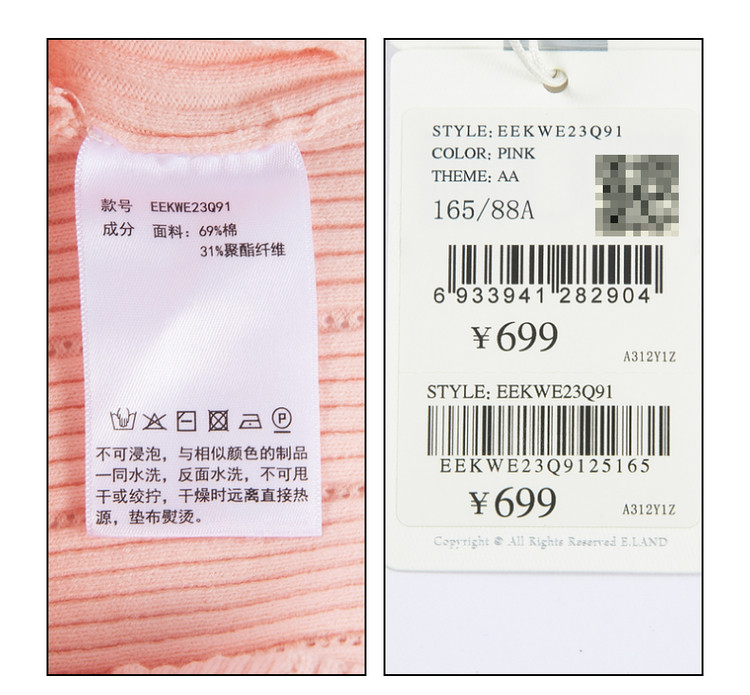 款号 EEKWE23Q91
成分 面料：69%棉
31%聚酯纤维
P
不可浸泡，与相似颜色的制品
一同水洗，反面水洗，不可甩
干或绞拧，干燥时远离直接热
源，垫布熨烫。
STYLE: EEKWE23Q91
COLOR: PINK
THEME: AA
165/88A
6 933941 282904
¥699
A312Y1Z
STYLE: EEKWE23Q91
EEKWE23Q9125165
¥699
A312Y1Z
Copyright © All Rights Reserved E.LAND